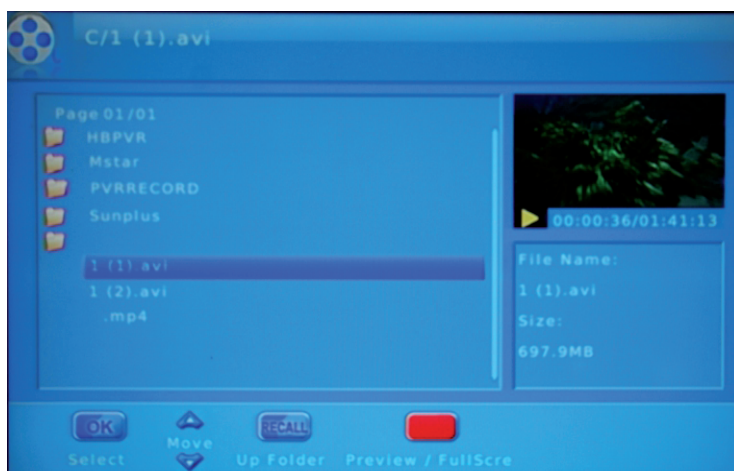 C/1 (1).avi
Page 01/01
HBPVR
Mstar
PVRRECORD
Sunplus
1 (1).avi
1 (2).avi
.mp4
00:00:36/01:41:13
File Name:
1 (1).avi
Size:
697.9MB
OK
Select
Move
RECALL
Up Folder
Preview / FullScre